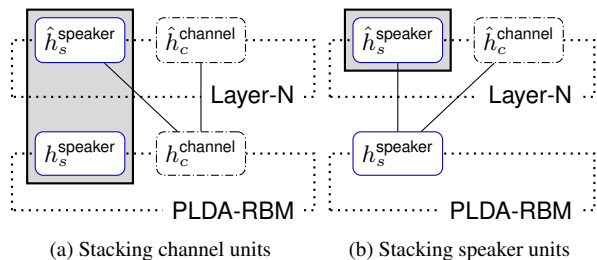 ĥ_s^speaker ĥ_c^channel
Layer-N
h_s^speaker h_c^channel
PLDA-RBM
(a) Stacking channel units
ĥ_s^speaker ĥ_c^channel
Layer-N
h_s^speaker
PLDA-RBM
(b) Stacking speaker units